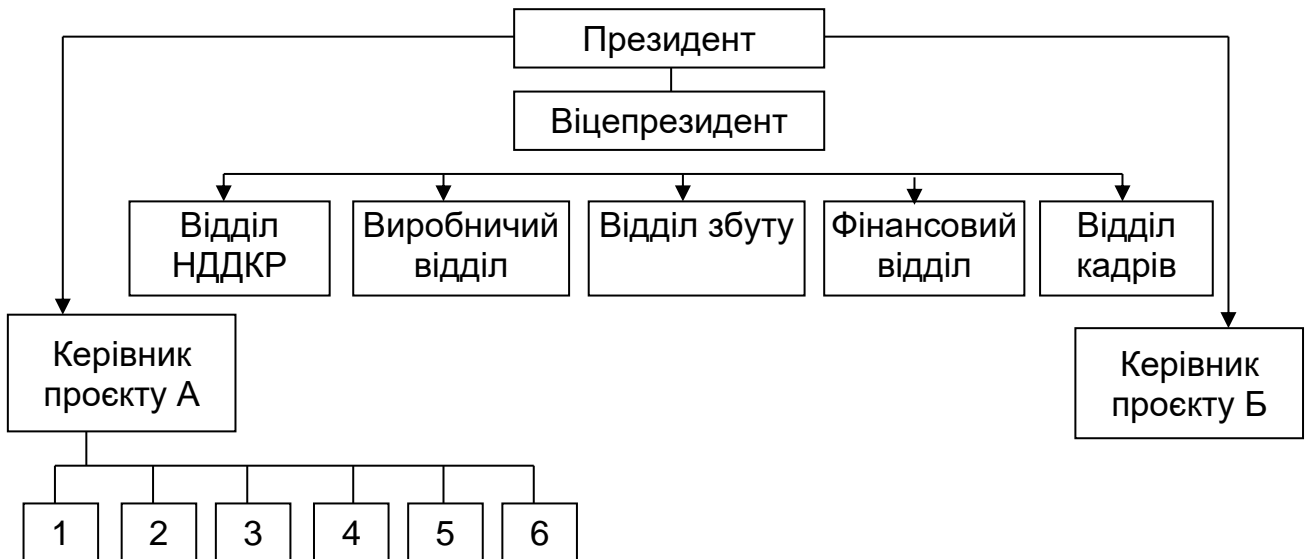 Президент
Віцепрезидент
Відділ
НДДКР
Виробничий
відділ
Відділ збуту
Фінансовий
відділ
Відділ
кадрів
Керівник
проєкту А
Керівник
проєкту Б
1 2 3 4 5 6